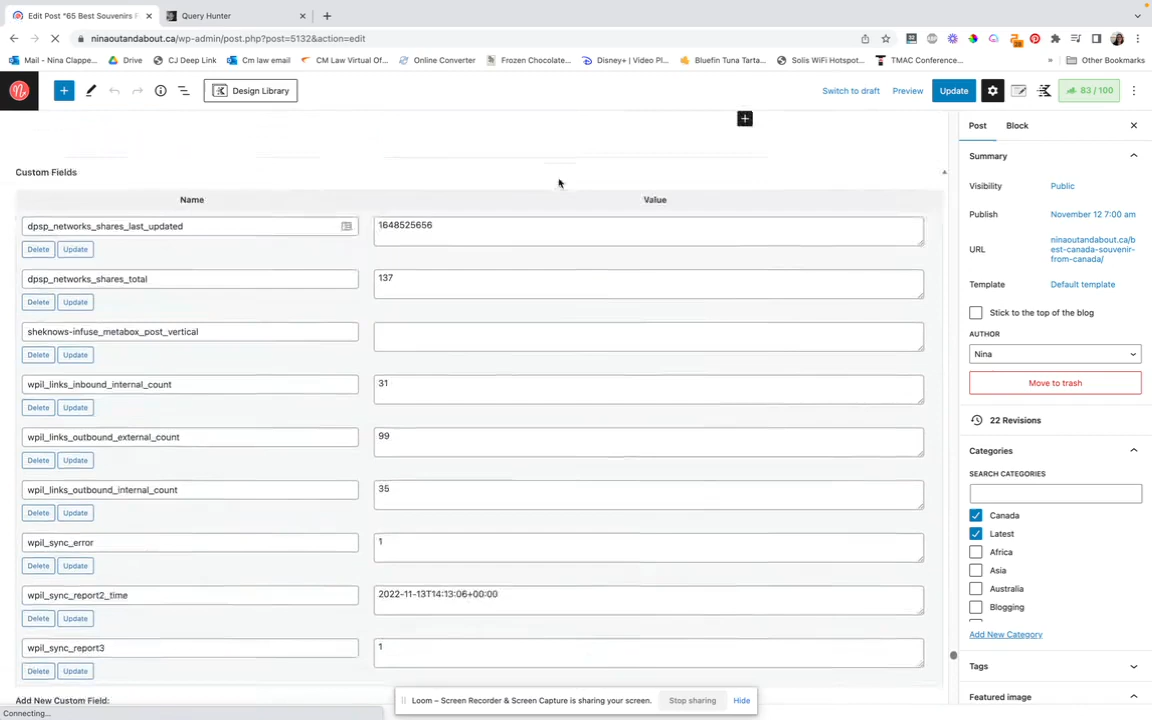 Edit Post "65 Best Souvenirs F
Query Hunter
ninaoutandabout.ca/wp-admin/post.php?post=5132&action=edit
Mail - Nina Clappe...
Drive
CJ Deep Link
Cm law email
CM Law Virtual Of...
Online Converter
Frozen Chocolate...
Disney+ | Video Pl...
Bluefin Tuna Tarta...
Solis WiFi Hotspot...
TMAC Conference...
»
Other Bookmarks
Design Library
Switch to draft
Preview
Update
83 / 100
Post
Block
Custom Fields
Name
Value
dpsp_networks_shares_last_updated
1648525656
Delete
Update
dpsp_networks_shares_total
137
Delete
Update
sheknows-infuse_metabox_post_vertical
Delete
Update
wpil_links_inbound_internal_count
31
Delete
Update
wpil_links_outbound_external_count
99
Delete
Update
wpil_links_outbound_internal_count
35
Delete
Update
wpil_sync_error
1
Delete
Update
wpil_sync_report2_time
2022-11-13T14:13:06+00:00
Delete
Update
wpil_sync_report3
1
Delete
Update
Add New Custom Field:
Summary
Visibility
Public
Publish
November 12 7:00 am
URL
ninaoutandabout.ca/b
est-canada-souvenir-
from-canada/
Template
Default template
Stick to the top of the blog
AUTHOR
Nina
Move to trash
22 Revisions
Categories
SEARCH CATEGORIES
Canada
Latest
Africa
Asia
Australia
Blogging
Add New Category
Tags
Featured image
Loom – Screen Recorder & Screen Capture is sharing your screen.
Stop sharing
Hide
Connecting...